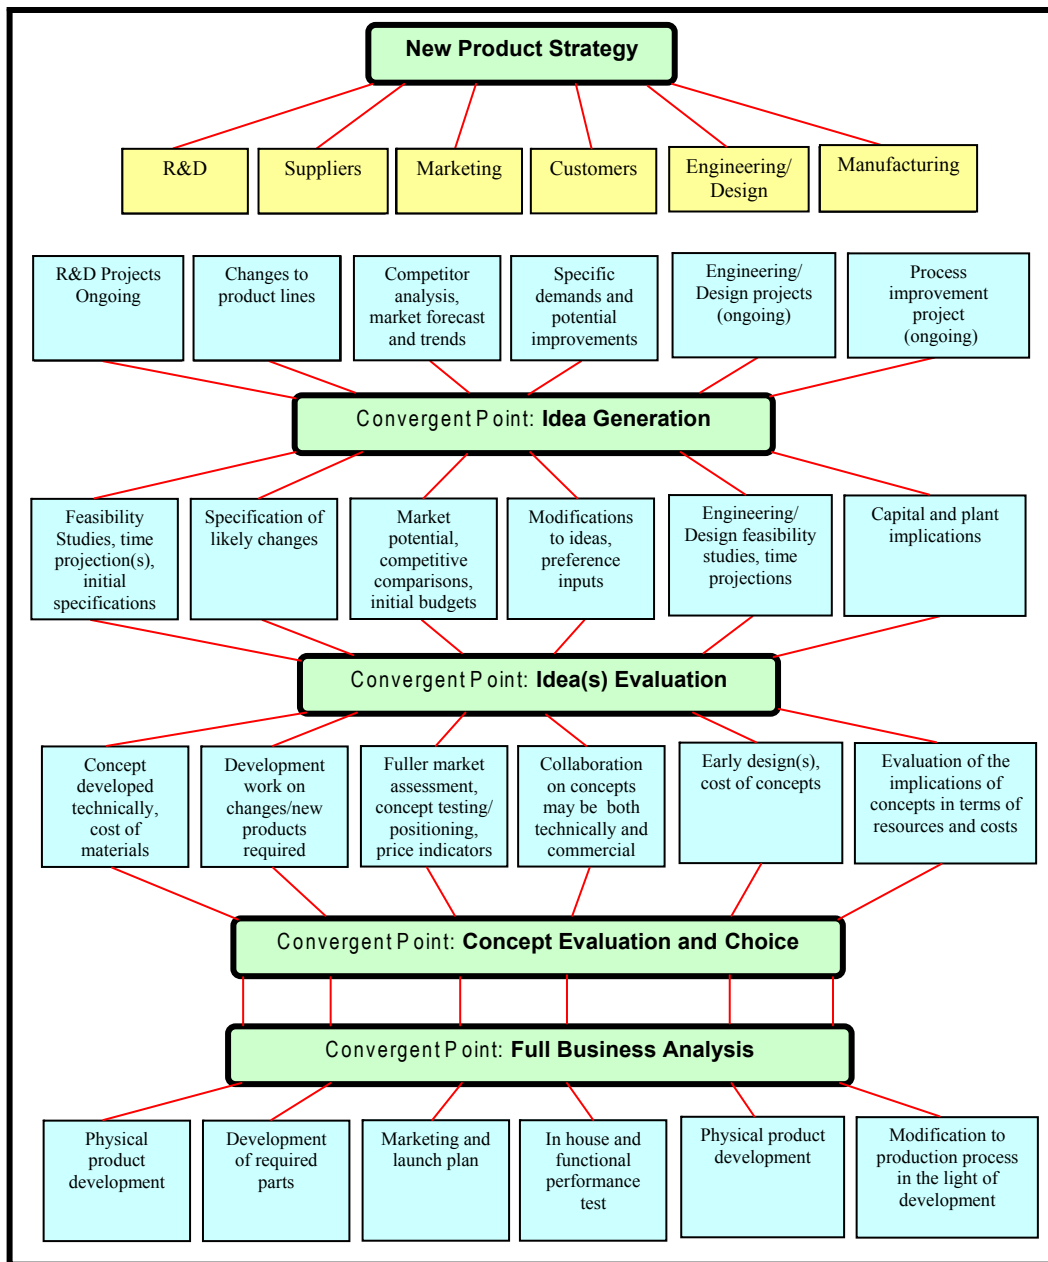 New Product Strategy
R&D
Suppliers
Marketing
Customers
Engineering/
Design
Manufacturing
R&D Projects
Ongoing
Changes to
product lines
Competitor
analysis,
market forecast
and trends
Specific
demands and
potential
improvements
Engineering/
Design projects
(ongoing)
Process
improvement
project
(ongoing)
Convergent Point: Idea Generation
Feasibility
Studies, time
projection(s),
initial
specifications
Specification of
likely changes
Market
potential,
competitive
comparisons,
initial budgets
Modifications
to ideas,
preference
inputs
Engineering/
Design feasibility
studies, time
projections
Capital and plant
implications
Convergent Point: Idea(s) Evaluation
Concept
developed
technically,
cost of
materials
Development
work on
changes/new
products
required
Fuller market
assessment,
concept testing/
positioning,
price indicators
Collaboration
on concepts
may be both
technically and
commercial
Early design(s),
cost of concepts
Evaluation of the
implications of
concepts in terms of
resources and costs
Convergent Point: Concept Evaluation and Choice
Convergent Point: Full Business Analysis
Physical
product
development
Development
of required
parts
Marketing and
launch plan
In house and
functional
performance
test
Physical product
development
Modification to
production process
in the light of
development